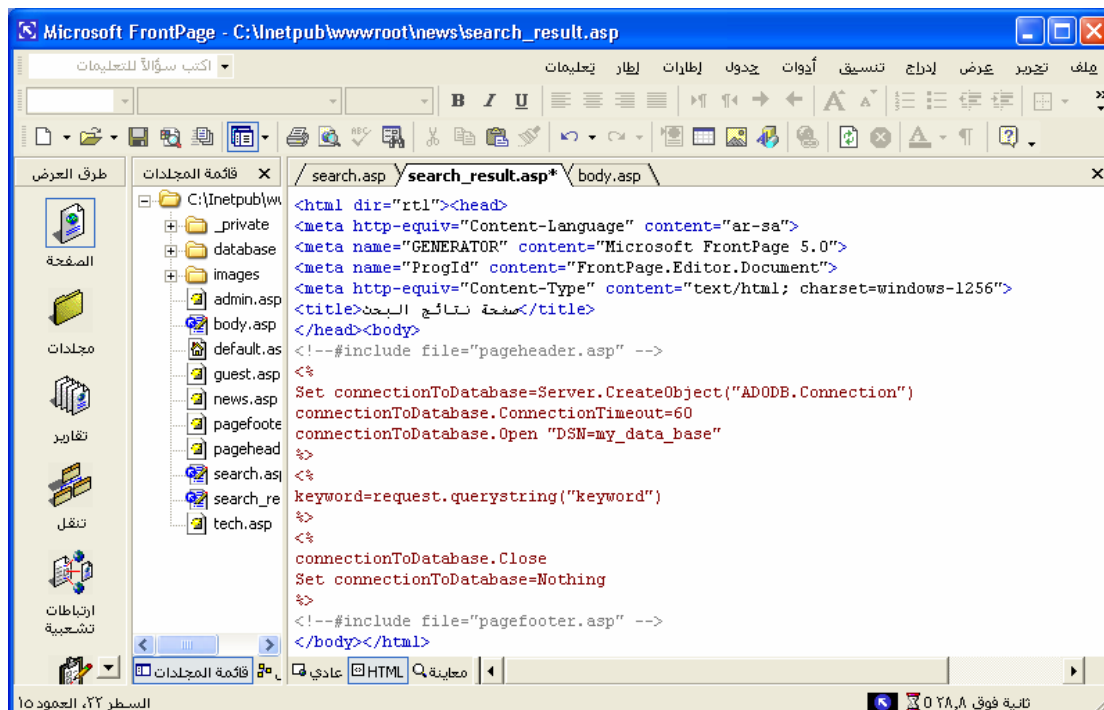 Microsoft FrontPage - C:\Inetpub\wwwroot\news\search_result.asp
ملف تحرير عرض إدراج تنسيق أدوات جدول إطارات إطار تعليمات اكتب سؤالاً للتعليمات
طرق العرض
الصفحة
مجلدات
تقارير
تنقل
ارتباطات
تشعبية
قائمة المجلدات
C:\Inetpub\w
_private
database
images
admin.asp
body.asp
default.as
guest.asp
news.asp
pagefoote
pagehead
search.as
search_re
tech.asp
قائمة المجلدات
search.asp search_result.asp* body.asp
<html dir="rtl"><head>
<meta http-equiv="Content-Language" content="ar-sa">
<meta name="GENERATOR" content="Microsoft FrontPage 5.0">
<meta name="ProgId" content="FrontPage.Editor.Document">
<meta http-equiv="Content-Type" content="text/html; charset=windows-1256">
<title>صفحة نتائج البحث</title>
</head><body>
<!--#include file="pageheader.asp" -->
<%
Set connectionToDatabase=Server.CreateObject("ADODB.Connection")
connectionToDatabase.ConnectionTimeout=60
connectionToDatabase.Open "DSN=my_data_base"
%>
<%
keyword=request.querystring("keyword")
%>
<%
connectionToDatabase.Close
Set connectionToDatabase=Nothing
%>
<!--#include file="pagefooter.asp" -->
</body></html>
عادي HTML معاينة
السطر ٢٢، العمود ١٥
٠ ثانية فوق ٢٨,٨